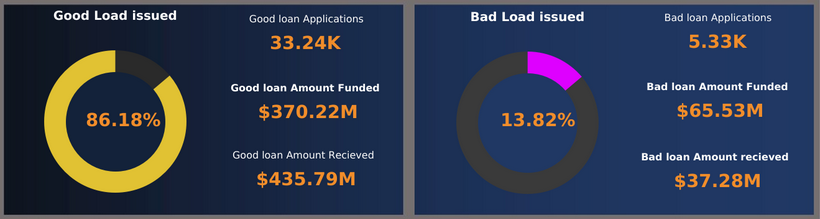 Good Load issued
Good loan Applications
33.24K
86.18%
Good loan Amount Funded
$370.22M
Good loan Amount Recieved
$435.79M
Bad Load issued
Bad loan Applications
5.33K
13.82%
Bad loan Amount Funded
$65.53M
Bad loan Amount recieved
$37.28M